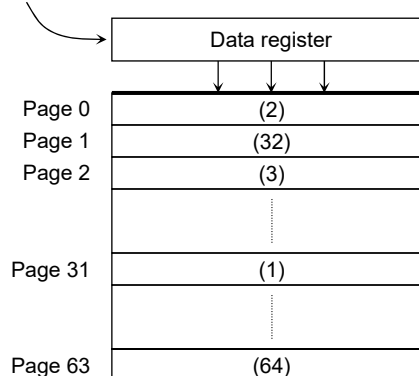 Data register
Page 0 (2)
Page 1 (32)
Page 2 (3)
Page 31 (1)
Page 63 (64)